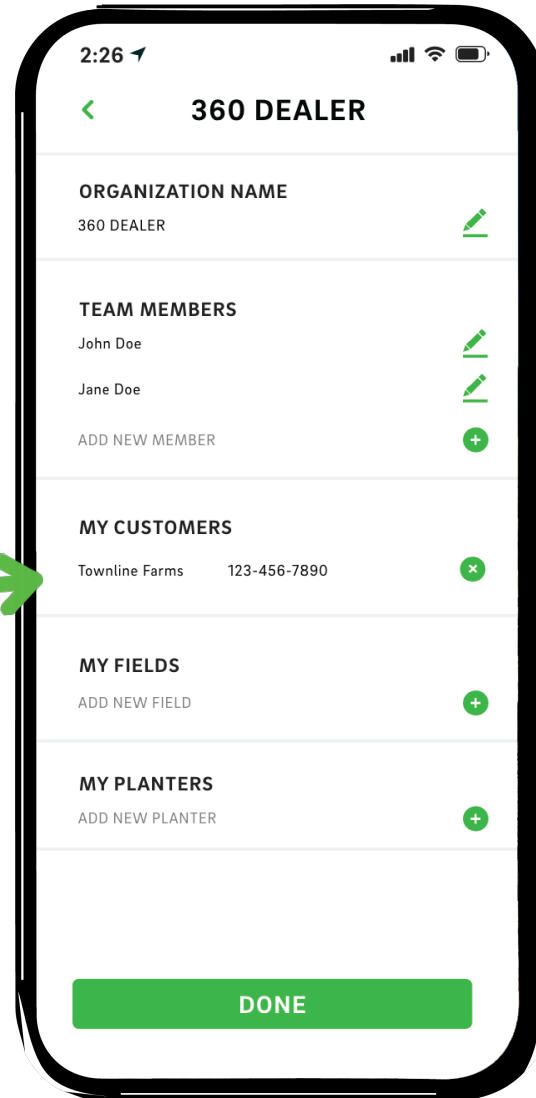 2:26
360 DEALER
ORGANIZATION NAME
360 DEALER
TEAM MEMBERS
John Doe
Jane Doe
ADD NEW MEMBER
MY CUSTOMERS
Townline Farms 123-456-7890
MY FIELDS
ADD NEW FIELD
MY PLANTERS
ADD NEW PLANTER
DONE